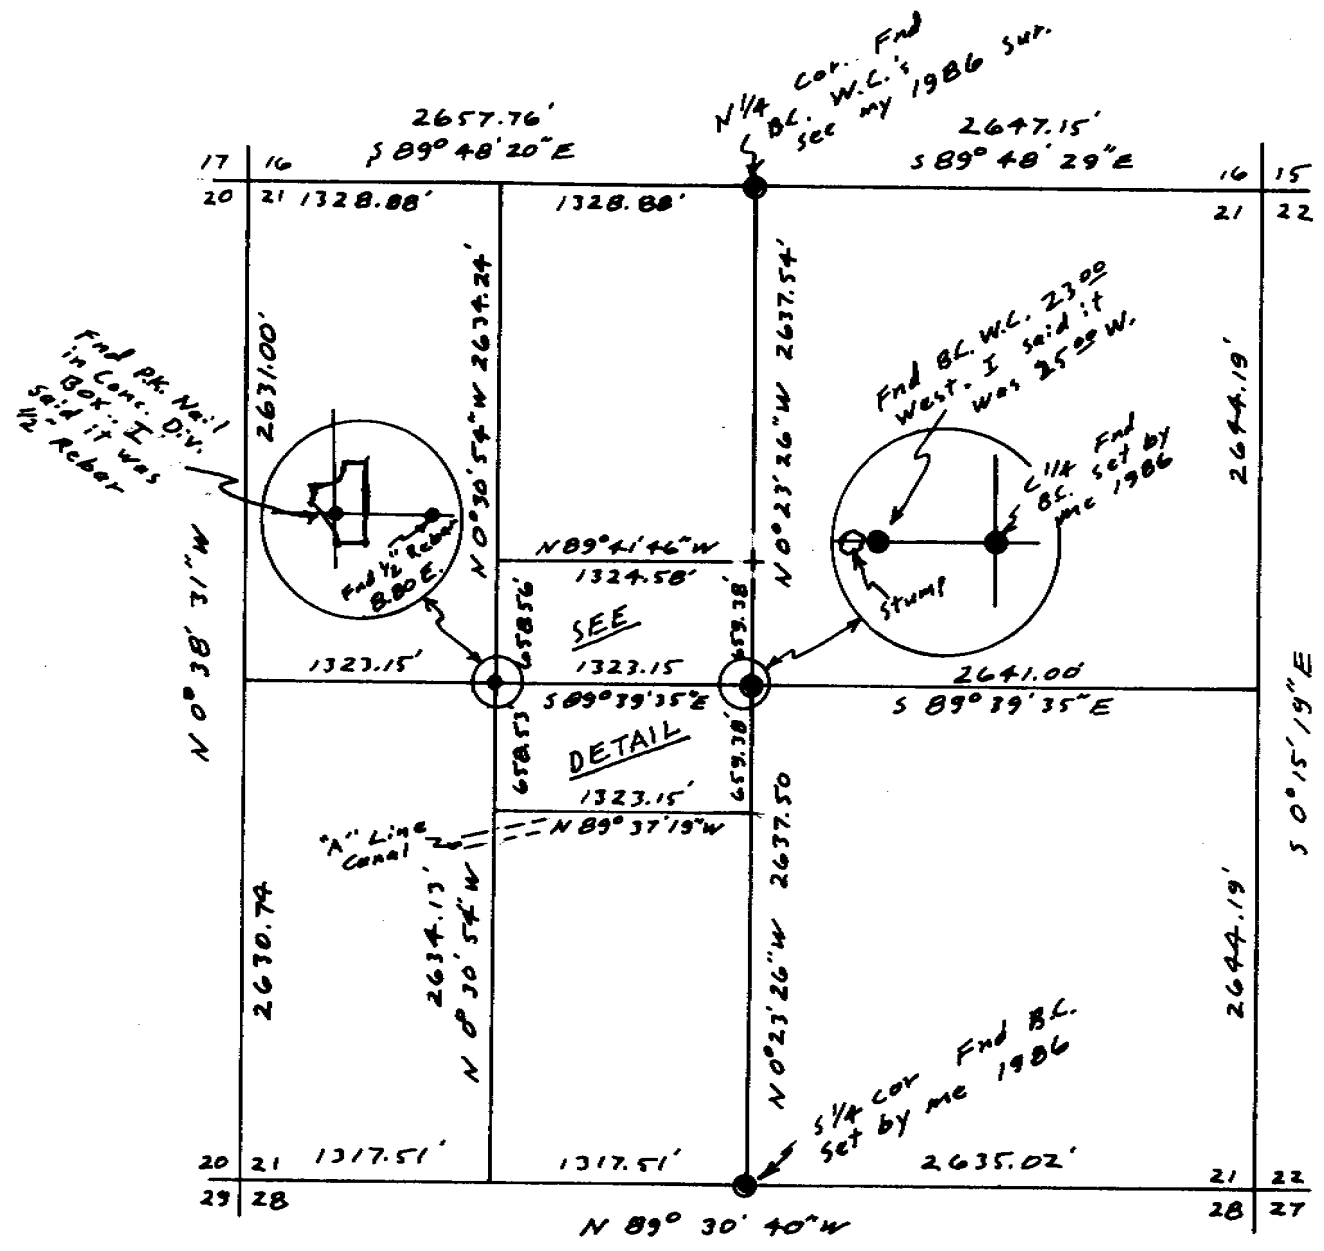 N 1/4 cor.. Fnd
B.C. W.C.'s
see my 1986 sur.
2657.76'
S 89° 48' 20" E
2647.15'
S 89° 48' 29" E
17 16
20 21
1328.88'
1328.88'
16 15
21 22
2631.00'
N 0° 30' 54" W 2634.24'
N 0° 23' 26" W 2637.54'
2644.19'
Fnd P.K. Nail
in Conc. Div.
Box.. I
said it was
1/2" Rebar
Fnd B.C. W.C. 23.00
West. I said it
was 25.00 W.
C 1/4 Fnd
B.C. set by
me 1986
Fnd 1/2" Rebar
8.80 E.
Stump
N 0° 38' 31" W
N 89° 41' 46" W
1324.58'
658.56'
SEE
659.38'
1323.15'
1323.15
S 89° 39' 35" E
2641.00'
S 89° 39' 35" E
S 0° 15' 19" E
658.53
DETAIL
659.38'
1323.15'
N 89° 37' 19" W
"A" Line
Canal
2630.74
2634.13'
N 0° 30' 54" W
N 0° 23' 26" W 2637.50
2644.19'
S 1/4 cor Fnd B.C.
set by me 1986
20 21
29 28
1317.51'
1317.51'
2635.02'
21 22
28 27
N 89° 30' 40" W